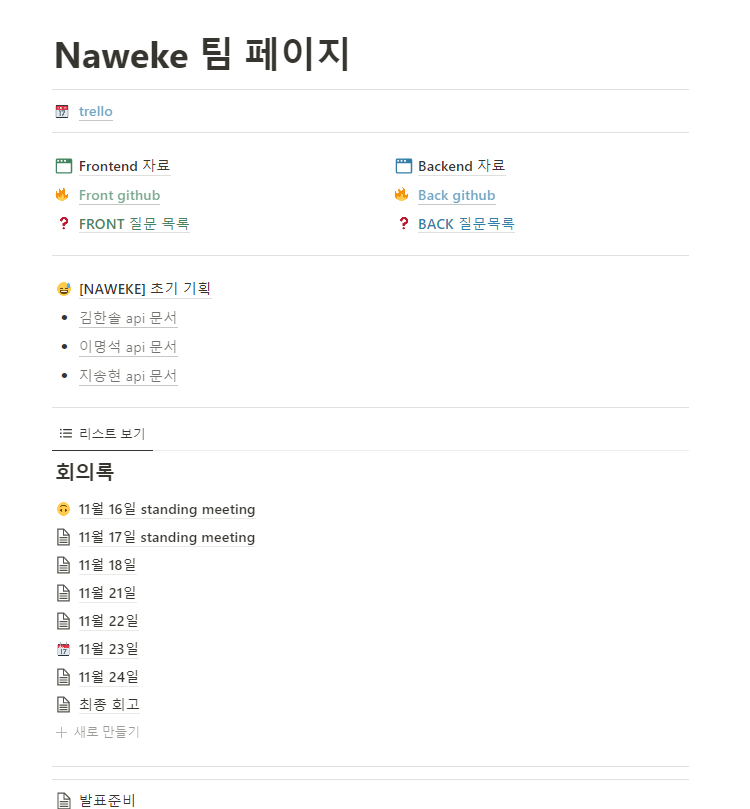 Naweke 팀 페이지
trello
Frontend 자료
Front github
FRONT 질문 목록
Backend 자료
Back github
BACK 질문목록
[NAWEKE] 초기 기획
김한솔 api 문서
이명석 api 문서
지송현 api 문서
리스트 보기
회의록
11월 16일 standing meeting
11월 17일 standing meeting
11월 18일
11월 21일
11월 22일
11월 23일
11월 24일
최종 회고
새로 만들기
발표준비